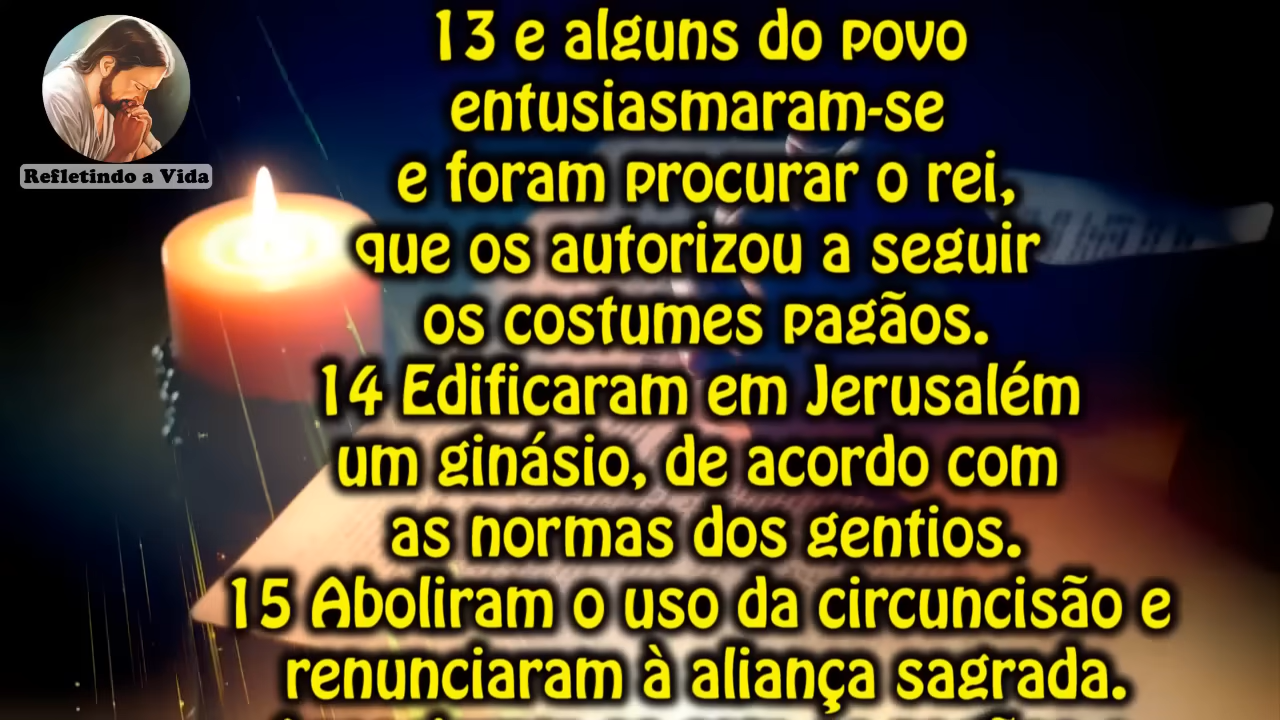 Refletindo a Vida
13 e alguns do povo
entusiasmaram-se
e foram procurar o rei,
que os autorizou a seguir
os costumes pagãos.
14 Edificaram em Jerusalém
um ginásio, de acordo com
as normas dos gentios.
15 Aboliram o uso da circuncisão e
renunciaram à aliança sagrada.